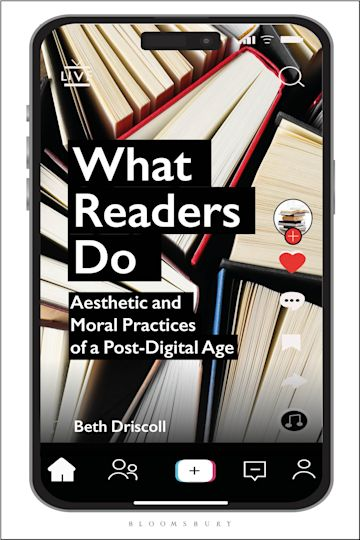 LIVE
What
Readers
Do
Aesthetic and
Moral Practices
of a Post-Digital Age
Beth Driscoll
BLOOMSBURY